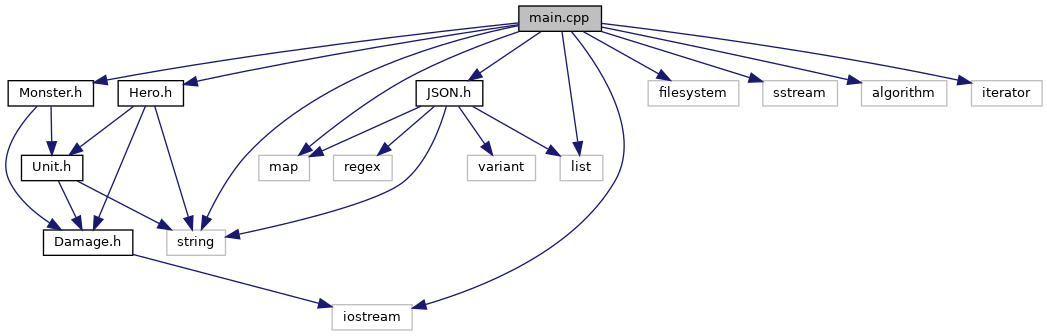 main.cpp
Monster.h
Hero.h
JSON.h
filesystem
sstream
algorithm
iterator
Unit.h
map
regex
variant
list
Damage.h
string
iostream